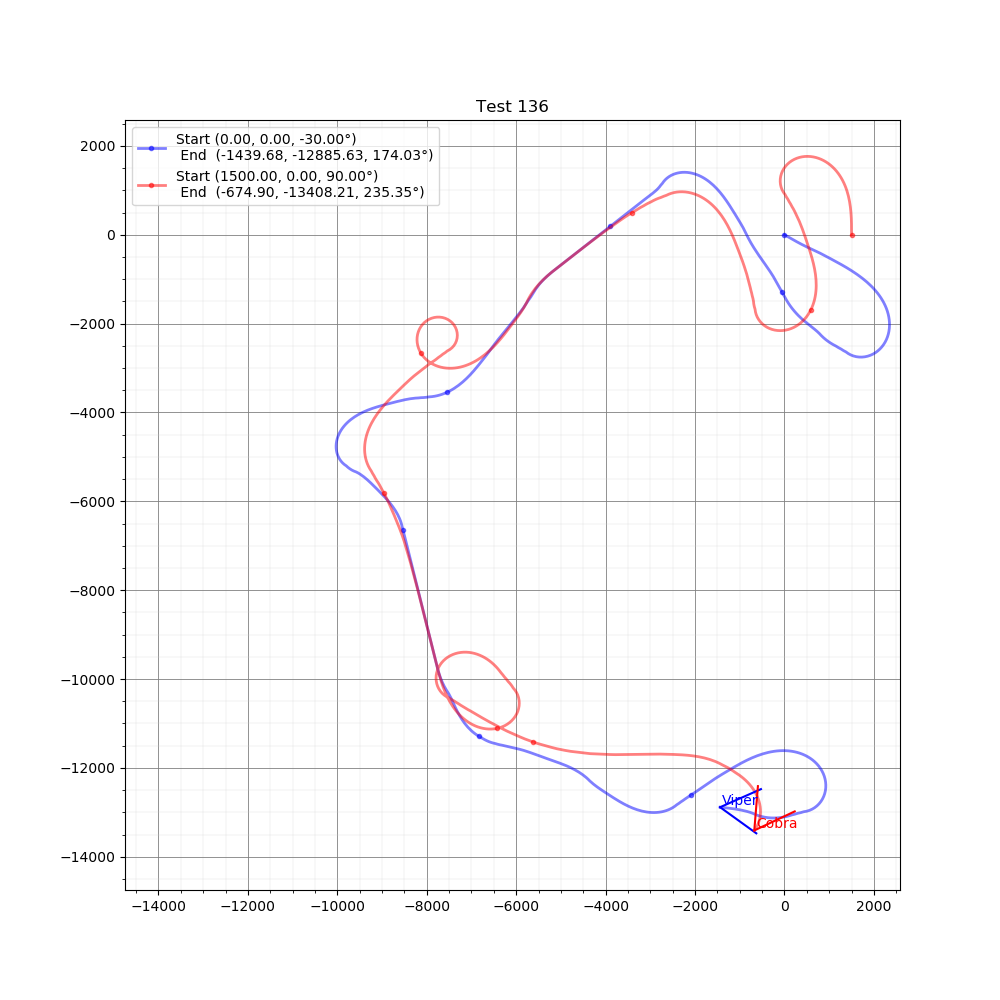 Test 136
Start (0.00, 0.00, -30.00°)
End (-1439.68, -12885.63, 174.03°)
Start (1500.00, 0.00, 90.00°)
End (-674.90, -13408.21, 235.35°)
2000
0
−2000
−4000
−6000
−8000
−10000
−12000
−14000
Viper
Cobra
−14000 −12000 −10000 −8000 −6000 −4000 −2000 0 2000